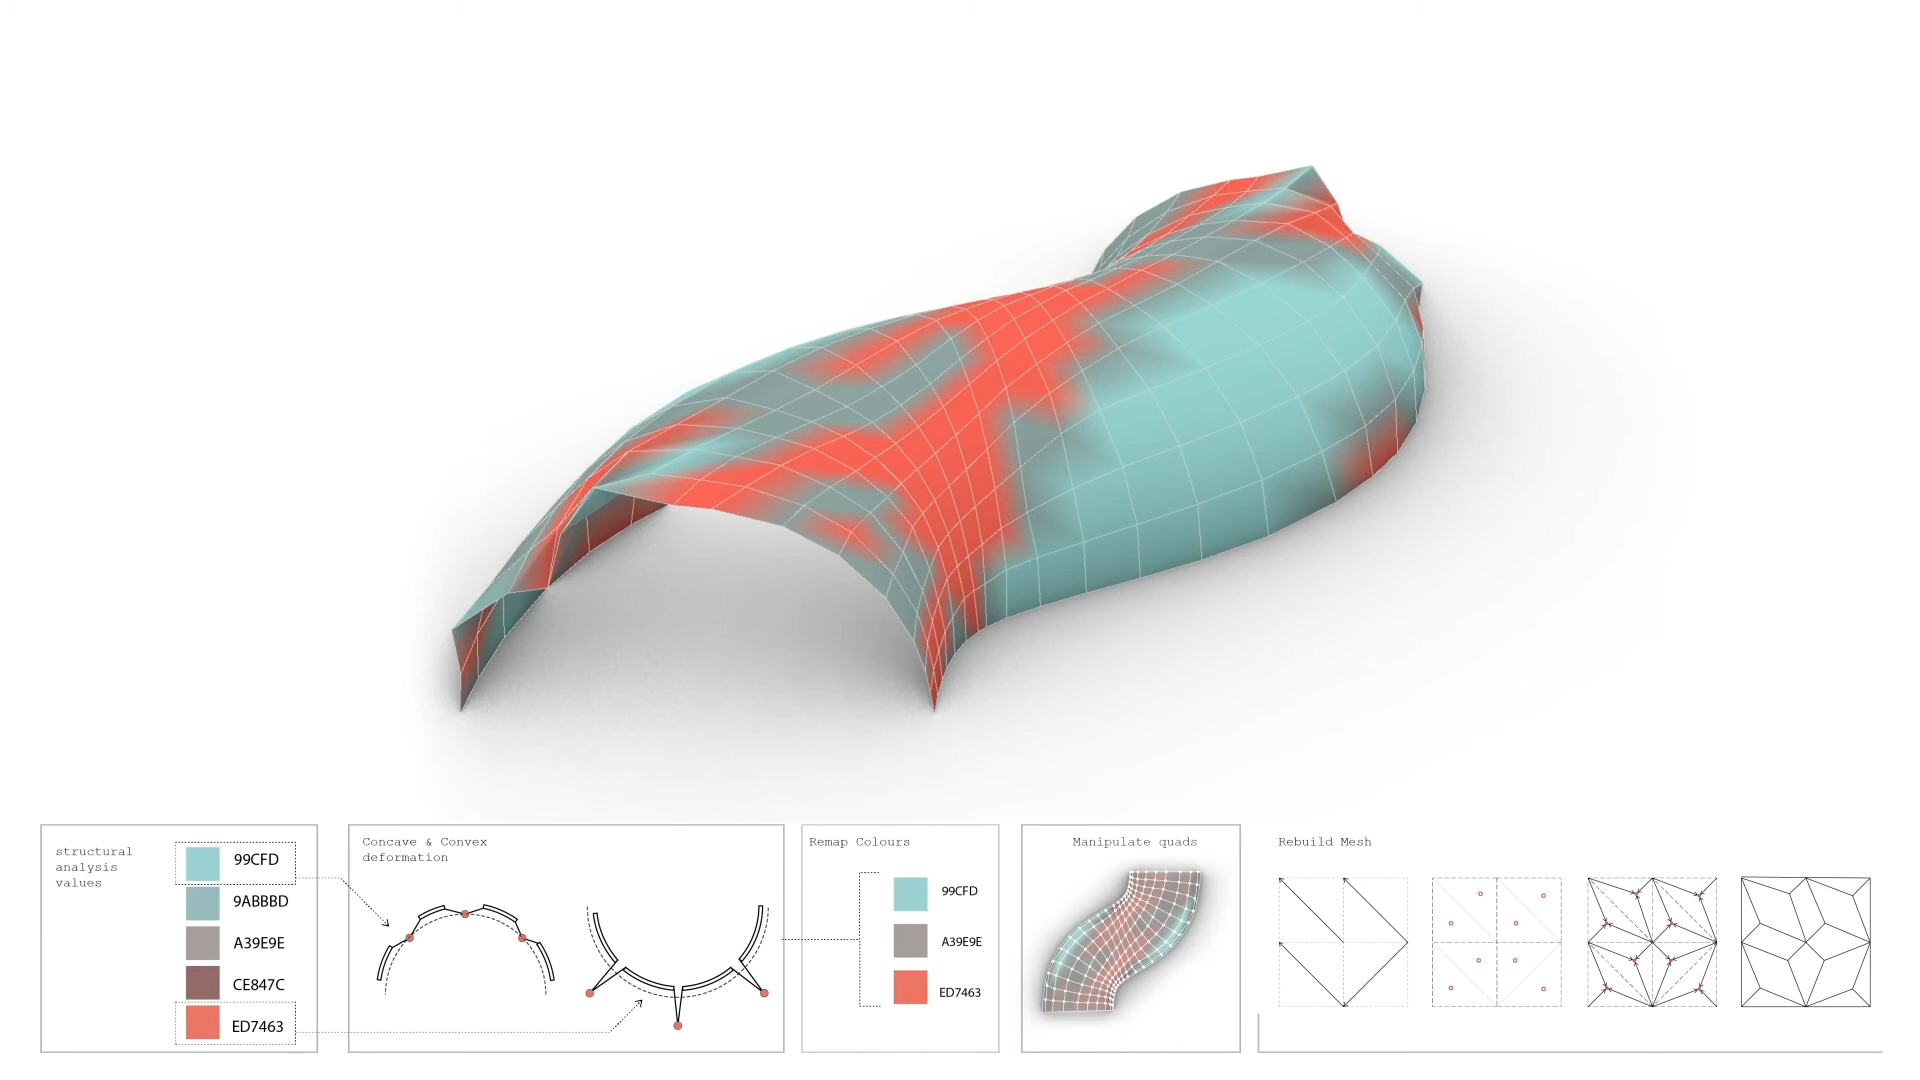 structural
analysis
values
99CFD
9ABBBD
A39E9E
CE847C
ED7463
Concave & Convex
deformation
Remap Colours
99CFD
A39E9E
ED7463
Manipulate quads
Rebuild Mesh